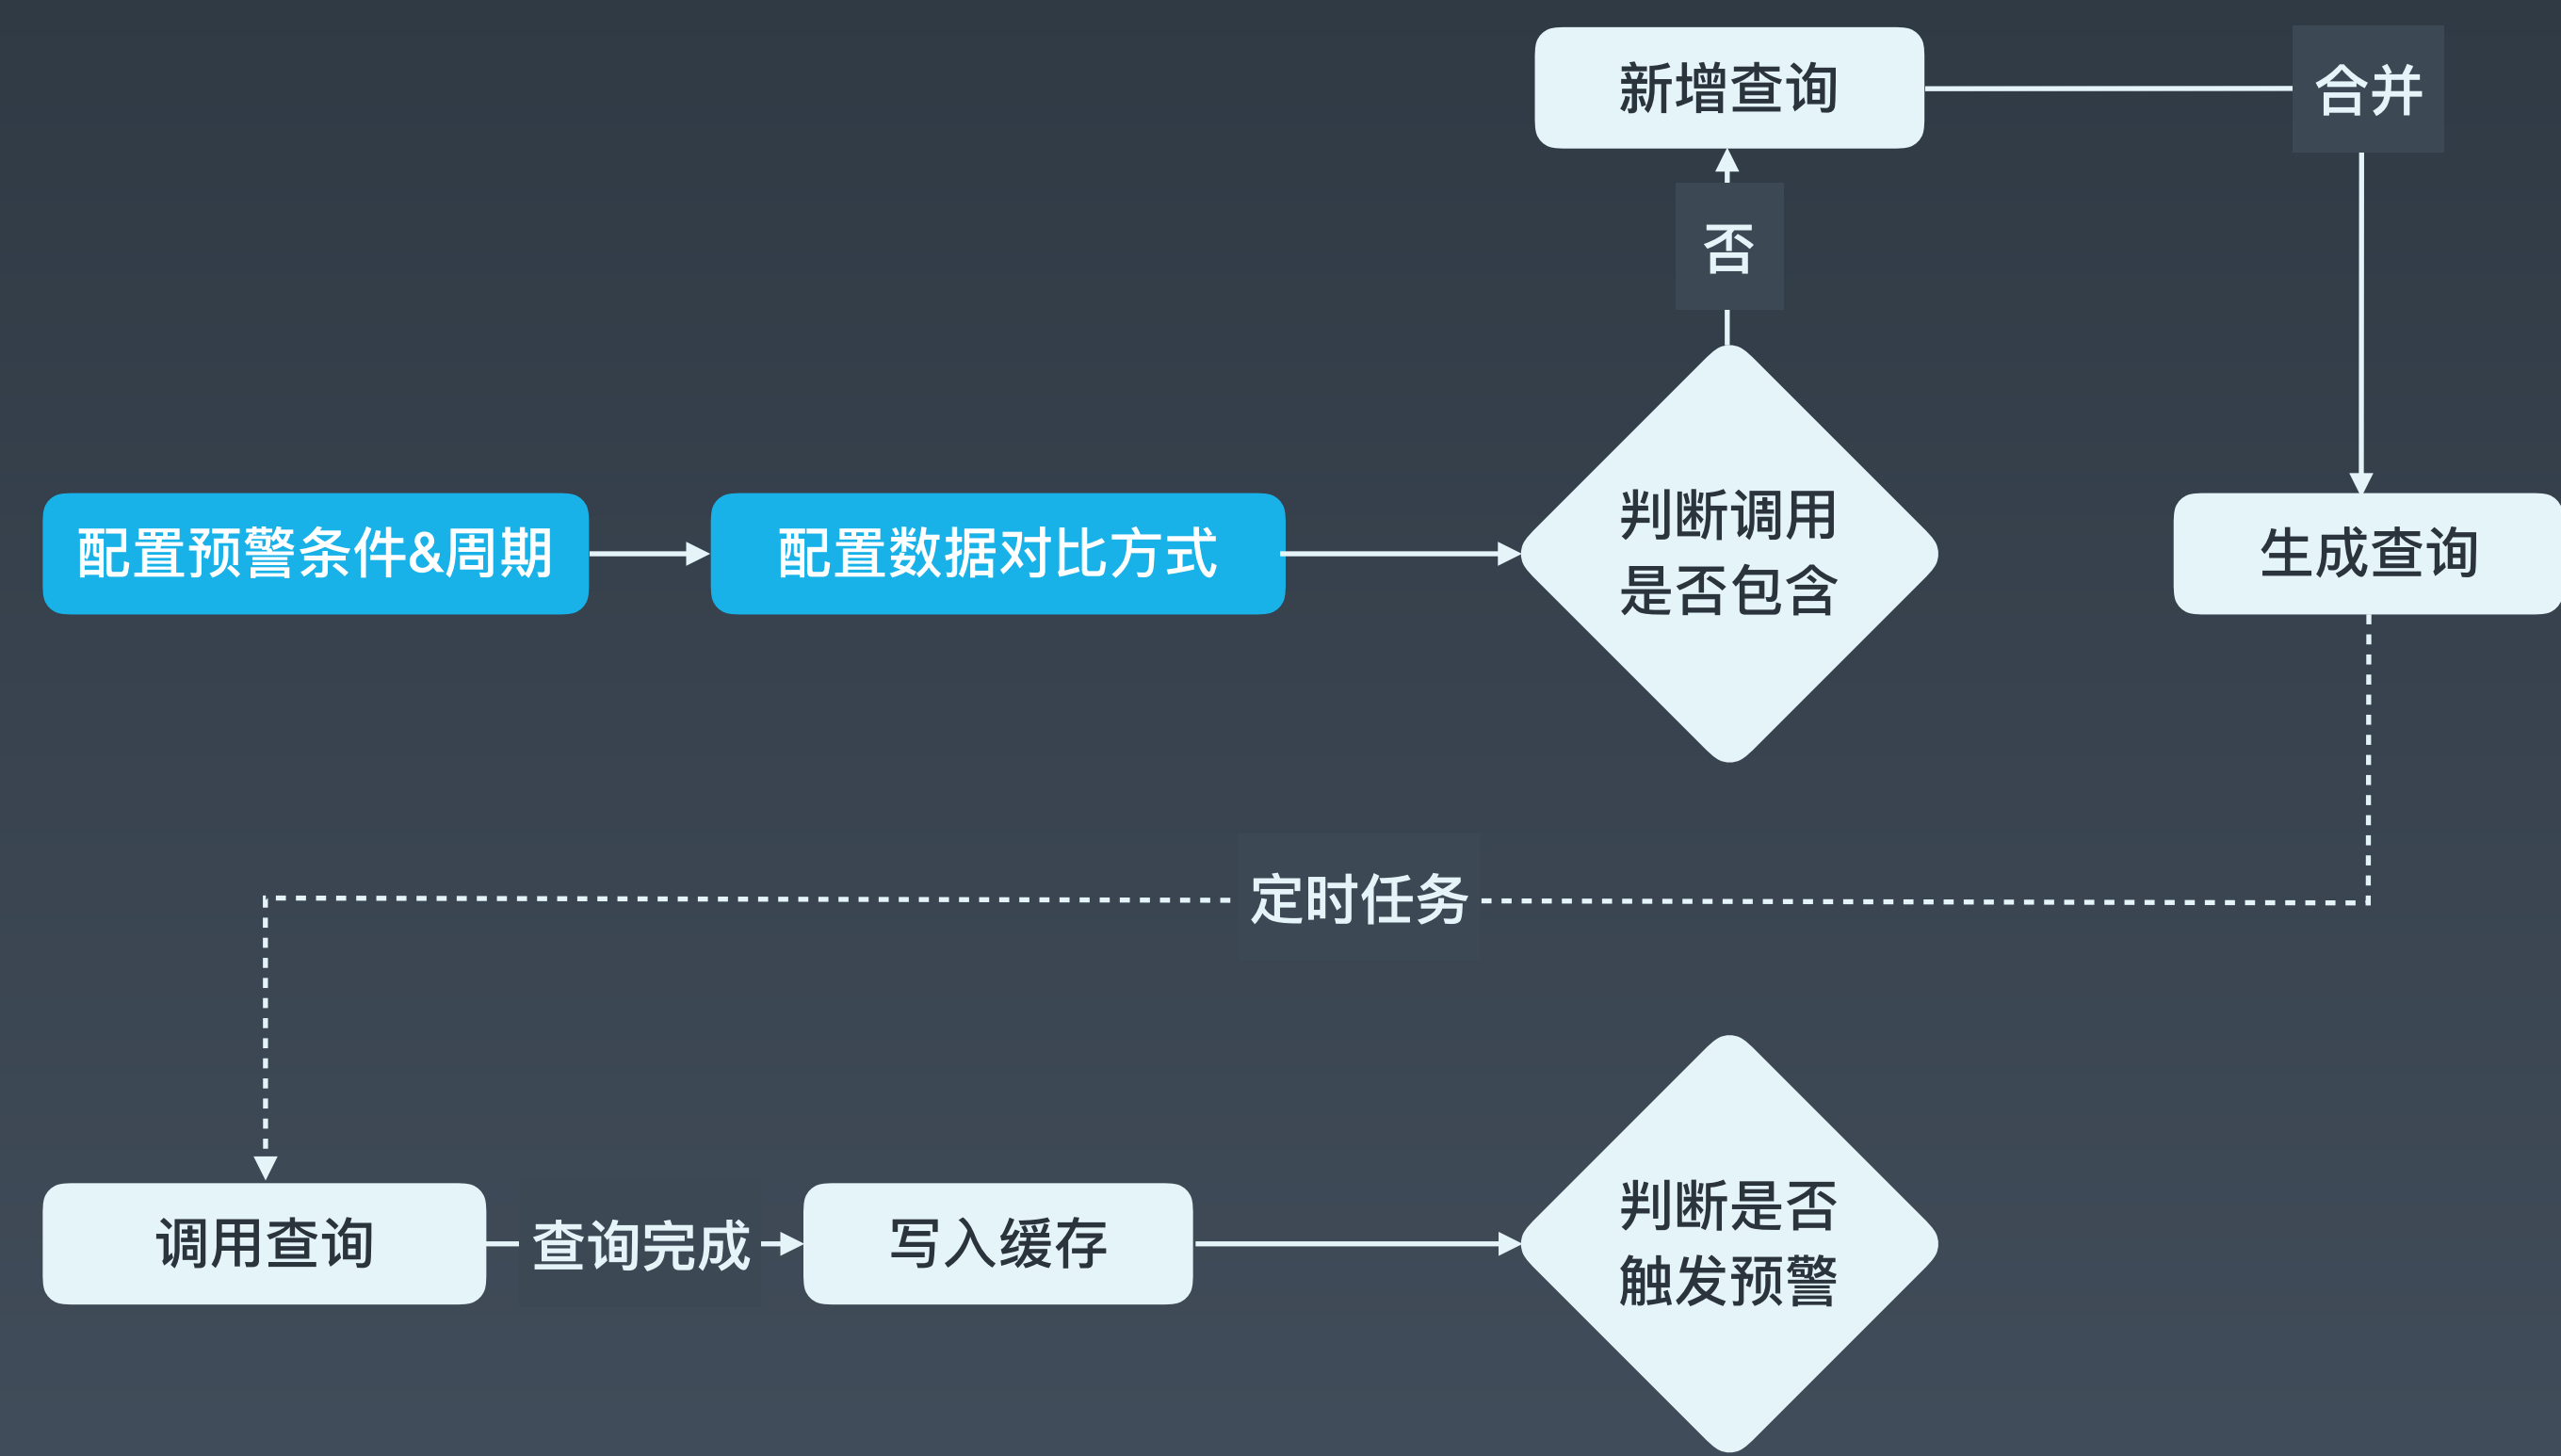 新增查询
合并
否
配置预警条件&周期
配置数据对比方式
判断调用
是否包含
生成查询
定时任务
调用查询
查询完成
写入缓存
判断是否
触发预警